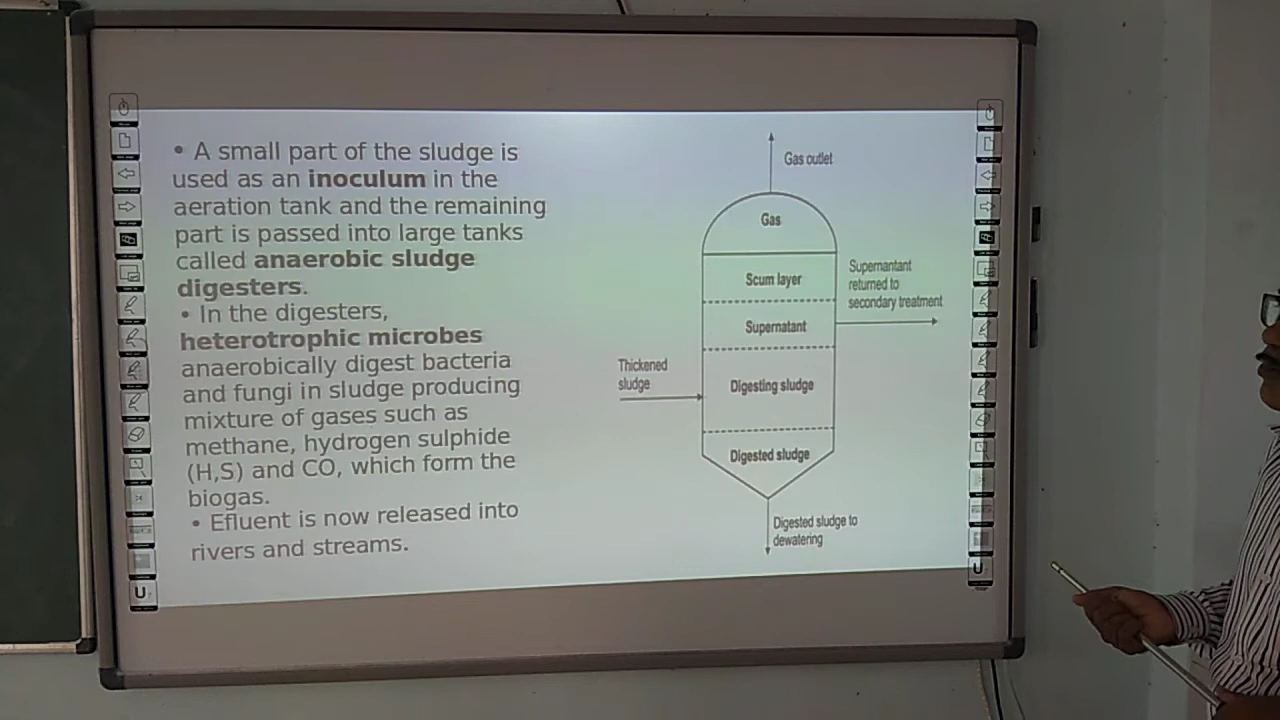 • A small part of the sludge is
used as an inoculum in the
aeration tank and the remaining
part is passed into large tanks
called anaerobic sludge
digesters.
• In the digesters,
heterotrophic microbes
anaerobically digest bacteria
and fungi in sludge producing
mixture of gases such as
methane, hydrogen sulphide
(H,S) and CO, which form the
biogas.
• Efluent is now released into
rivers and streams.
Gas outlet
Gas
Scum layer
Supernatant
Supernantant
returned to
secondary treatment
Thickened
sludge
Digesting sludge
Digested sludge
Digested sludge to
dewatering